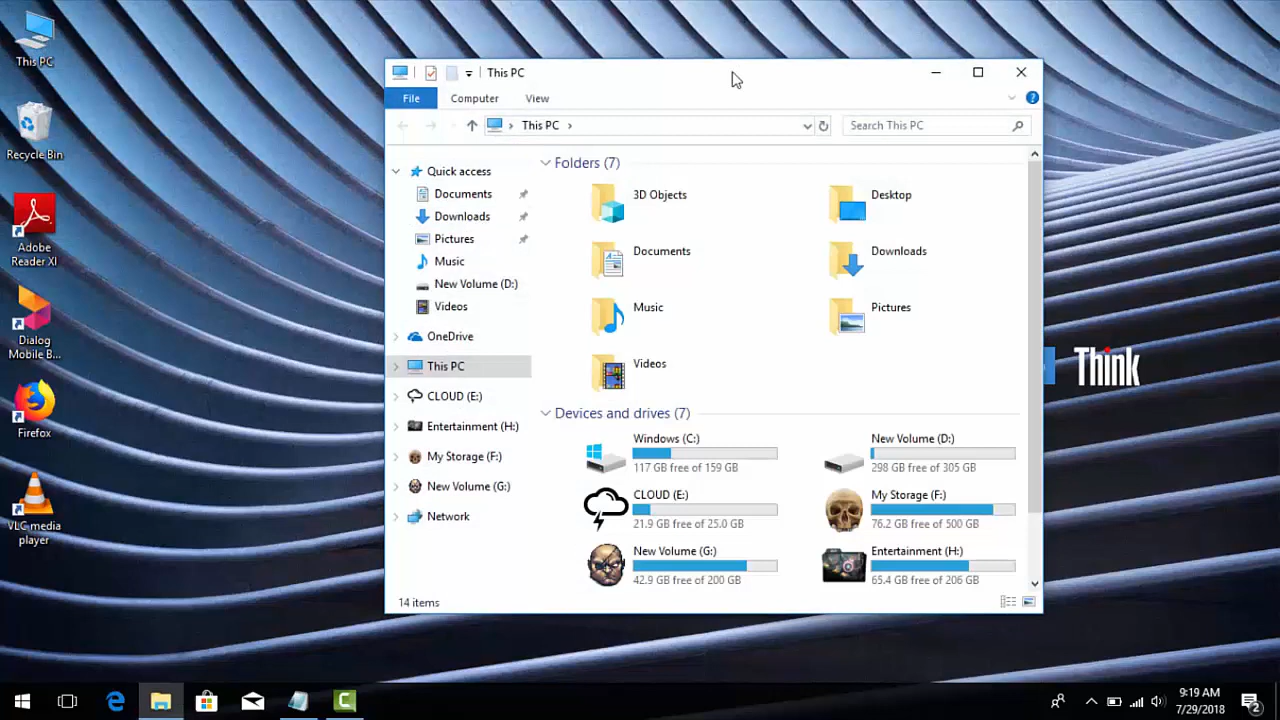 This PC
Recycle Bin
Adobe
Reader XI
Dialog
Mobile B...
Firefox
VLC media
player
This PC
File Computer View
This PC
Search This PC
Quick access
Documents
Downloads
Pictures
Music
New Volume (D:)
Videos
OneDrive
This PC
CLOUD (E:)
Entertainment (H:)
My Storage (F:)
New Volume (G:)
Network
Folders (7)
3D Objects
Desktop
Documents
Downloads
Music
Pictures
Videos
Devices and drives (7)
Windows (C:)
117 GB free of 159 GB
New Volume (D:)
298 GB free of 305 GB
CLOUD (E:)
21.9 GB free of 25.0 GB
My Storage (F:)
76.2 GB free of 500 GB
New Volume (G:)
42.9 GB free of 200 GB
Entertainment (H:)
65.4 GB free of 206 GB
14 items
Think
9:19 AM
7/29/2018
2